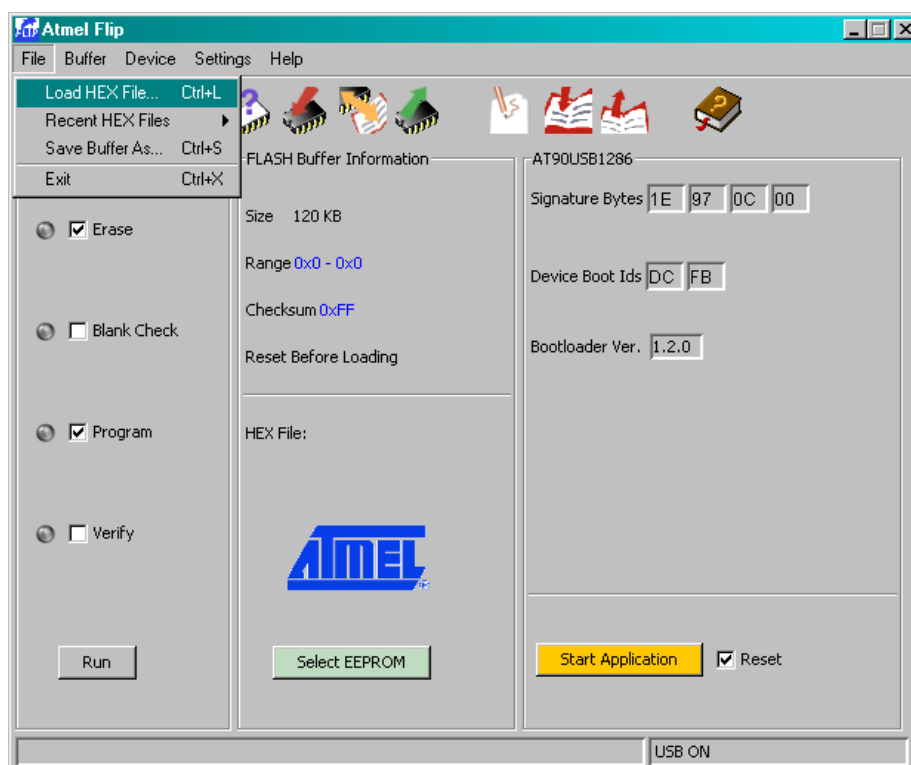 Atmel Flip
File Buffer Device Settings Help
Load HEX File... Ctrl+L
Recent HEX Files
Save Buffer As... Ctrl+S
Exit Ctrl+X
Erase
Blank Check
Program
Verify
Run
FLASH Buffer Information
Size 120 KB
Range 0x0 - 0x0
Checksum 0xFF
Reset Before Loading
HEX File:
ATMEL
Select EEPROM
AT90USB1286
Signature Bytes 1E 97 0C 00
Device Boot Ids DC FB
Bootloader Ver. 1.2.0
Start Application Reset
USB ON